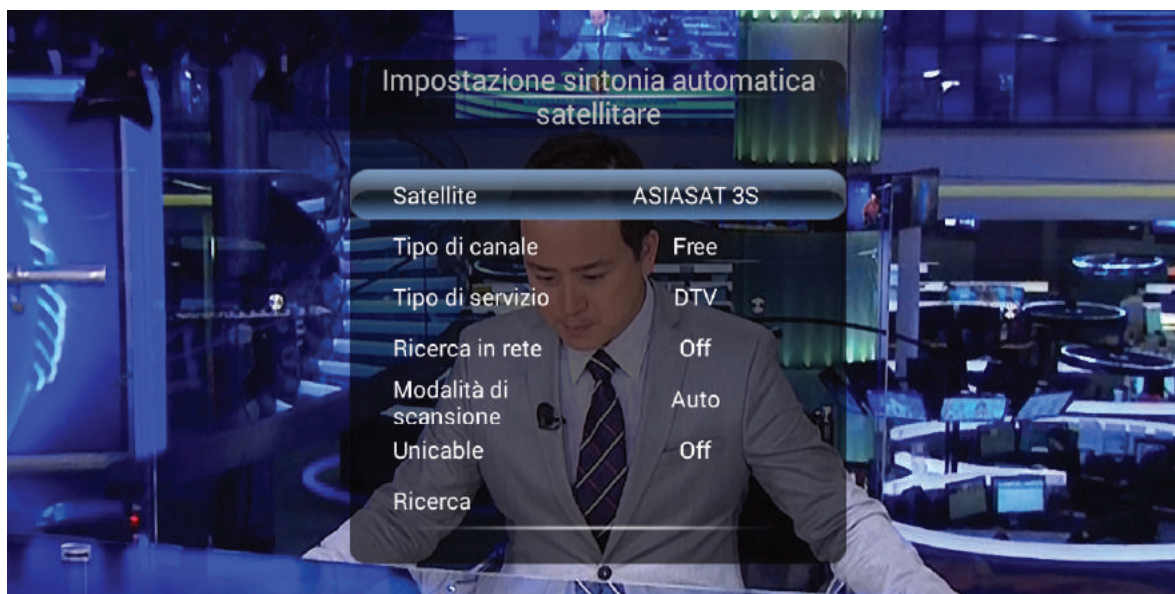 Impostazione sintonia automatica
satellitare
Satellite ASIASAT 3S
Tipo di canale Free
Tipo di servizio DTV
Ricerca in rete Off
Modalità di
scansione Auto
Unicable Off
Ricerca